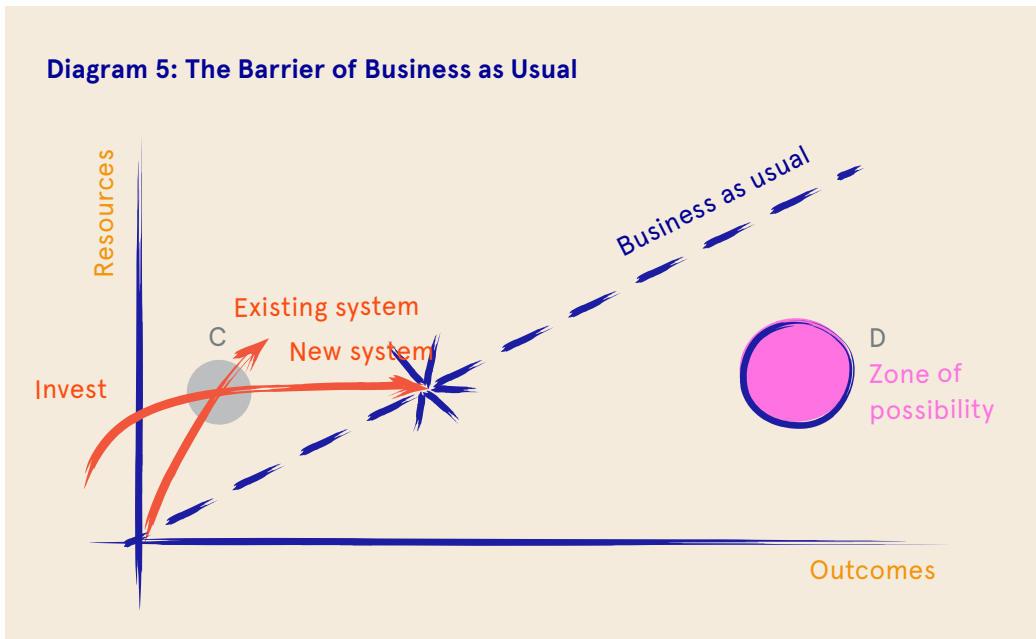 Diagram 5: The Barrier of Business as Usual
Resources
Business as usual
Existing system
C
New system
Invest
D
Zone of
possibility
Outcomes